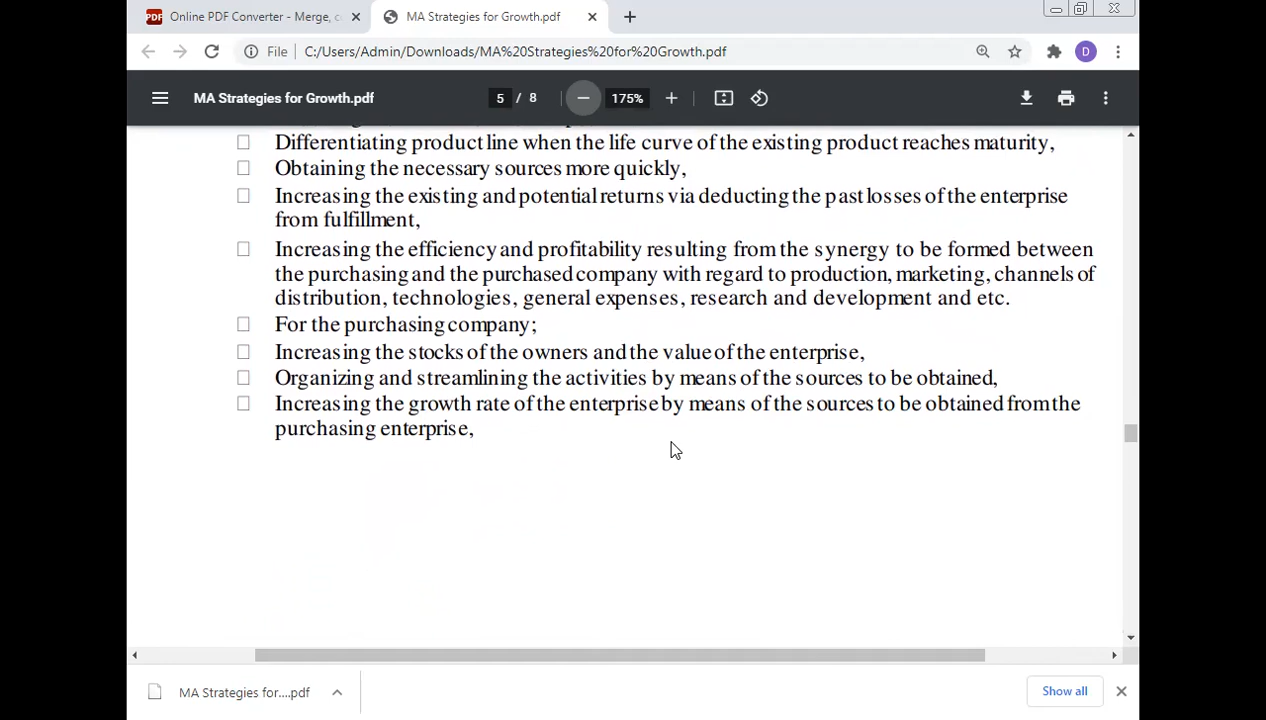 PDF Online PDF Converter - Merge, c
MA Strategies for Growth.pdf
File C:/Users/Admin/Downloads/MA%20Strategies%20for%20Growth.pdf
D
MA Strategies for Growth.pdf 5 / 8 175%
Differentiating product line when the life curve of the existing product reaches maturity,
Obtaining the necessary sources more quickly,
Increasing the existing and potential returns via deducting the past losses of the enterprise
from fulfillment,
Increasing the efficiency and profitability resulting from the synergy to be formed between
the purchasing and the purchased company with regard to production, marketing, channels of
distribution, technologies, general expenses, research and development and etc.
For the purchasing company;
Increasing the stocks of the owners and the value of the enterprise,
Organizing and streamlining the activities by means of the sources to be obtained,
Increasing the growth rate of the enterprise by means of the sources to be obtained from the
purchasing enterprise,
MA Strategies for....pdf
Show all